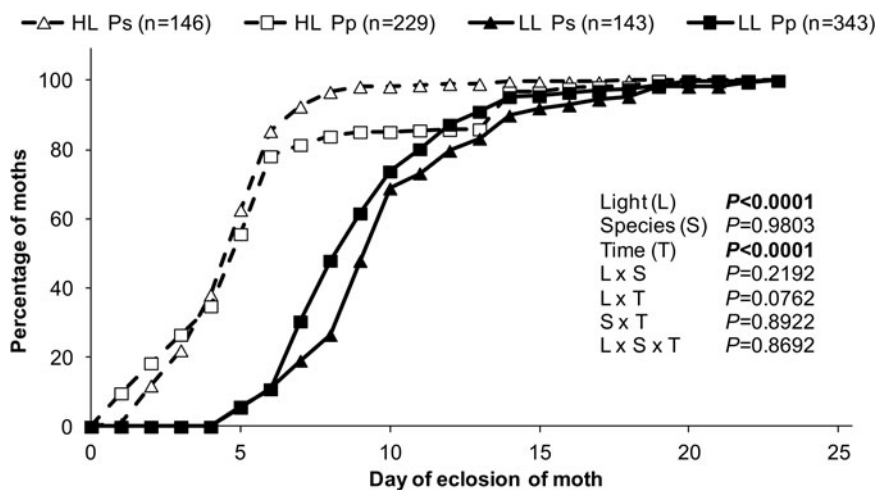 HL Ps (n=146) HL Pp (n=229) LL Ps (n=143) LL Pp (n=343)
Percentage of moths
100
80
60
40
20
0
Light (L) P<0.0001
Species (S) P=0.9803
Time (T) P<0.0001
L x S P=0.2192
L x T P=0.0762
S x T P=0.8922
L x S x T P=0.8692
0 5 10 15 20 25
Day of eclosion of moth